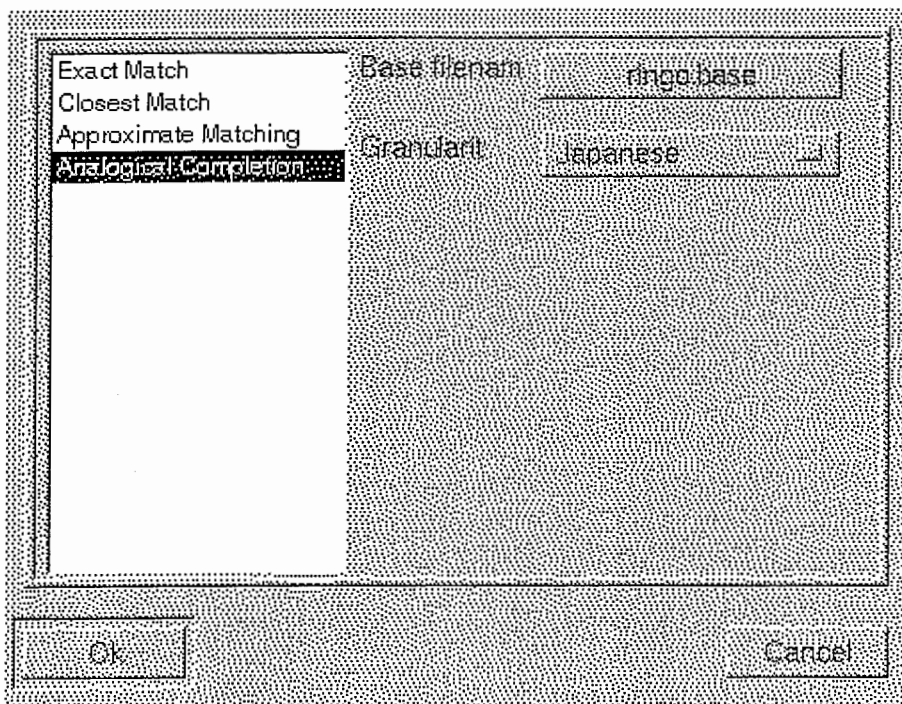 Exact Match
Closest Match
Approximate Matching
Analogical Completion
Base filenam ringo.base
Granularit Japanese
Ok Cancel